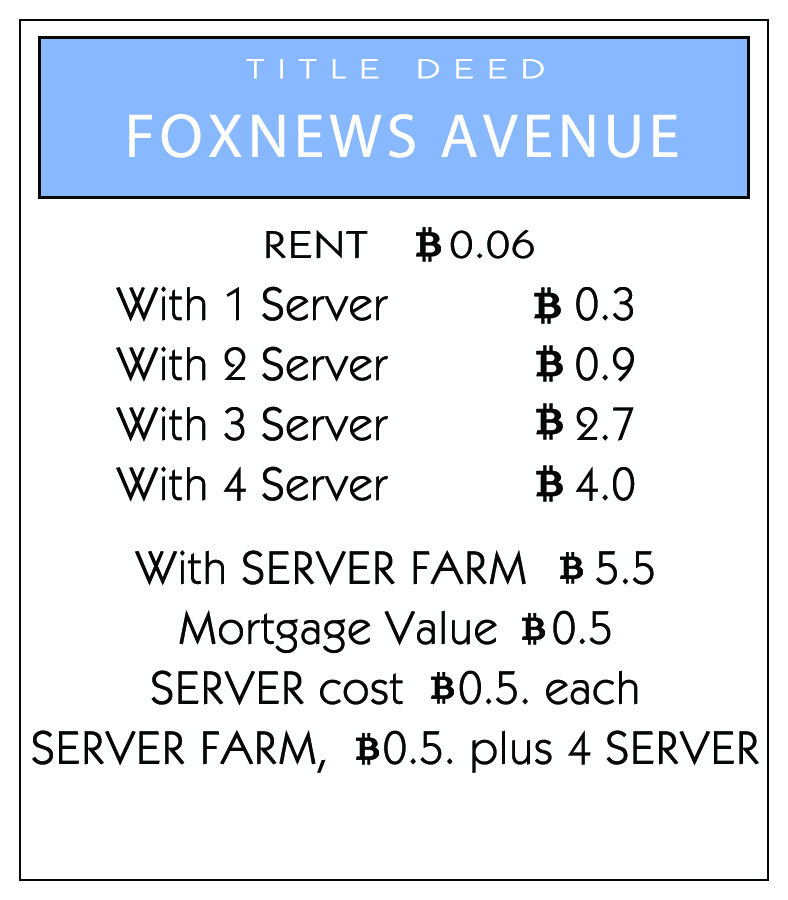 TITLE DEED
FOXNEWS AVENUE
RENT ₿0.06
With 1 Server ₿ 0.3
With 2 Server ₿ 0.9
With 3 Server ₿ 2.7
With 4 Server ₿ 4.0
With SERVER FARM ₿ 5.5
Mortgage Value ₿0.5
SERVER cost ₿0.5. each
SERVER FARM, ₿0.5. plus 4 SERVER